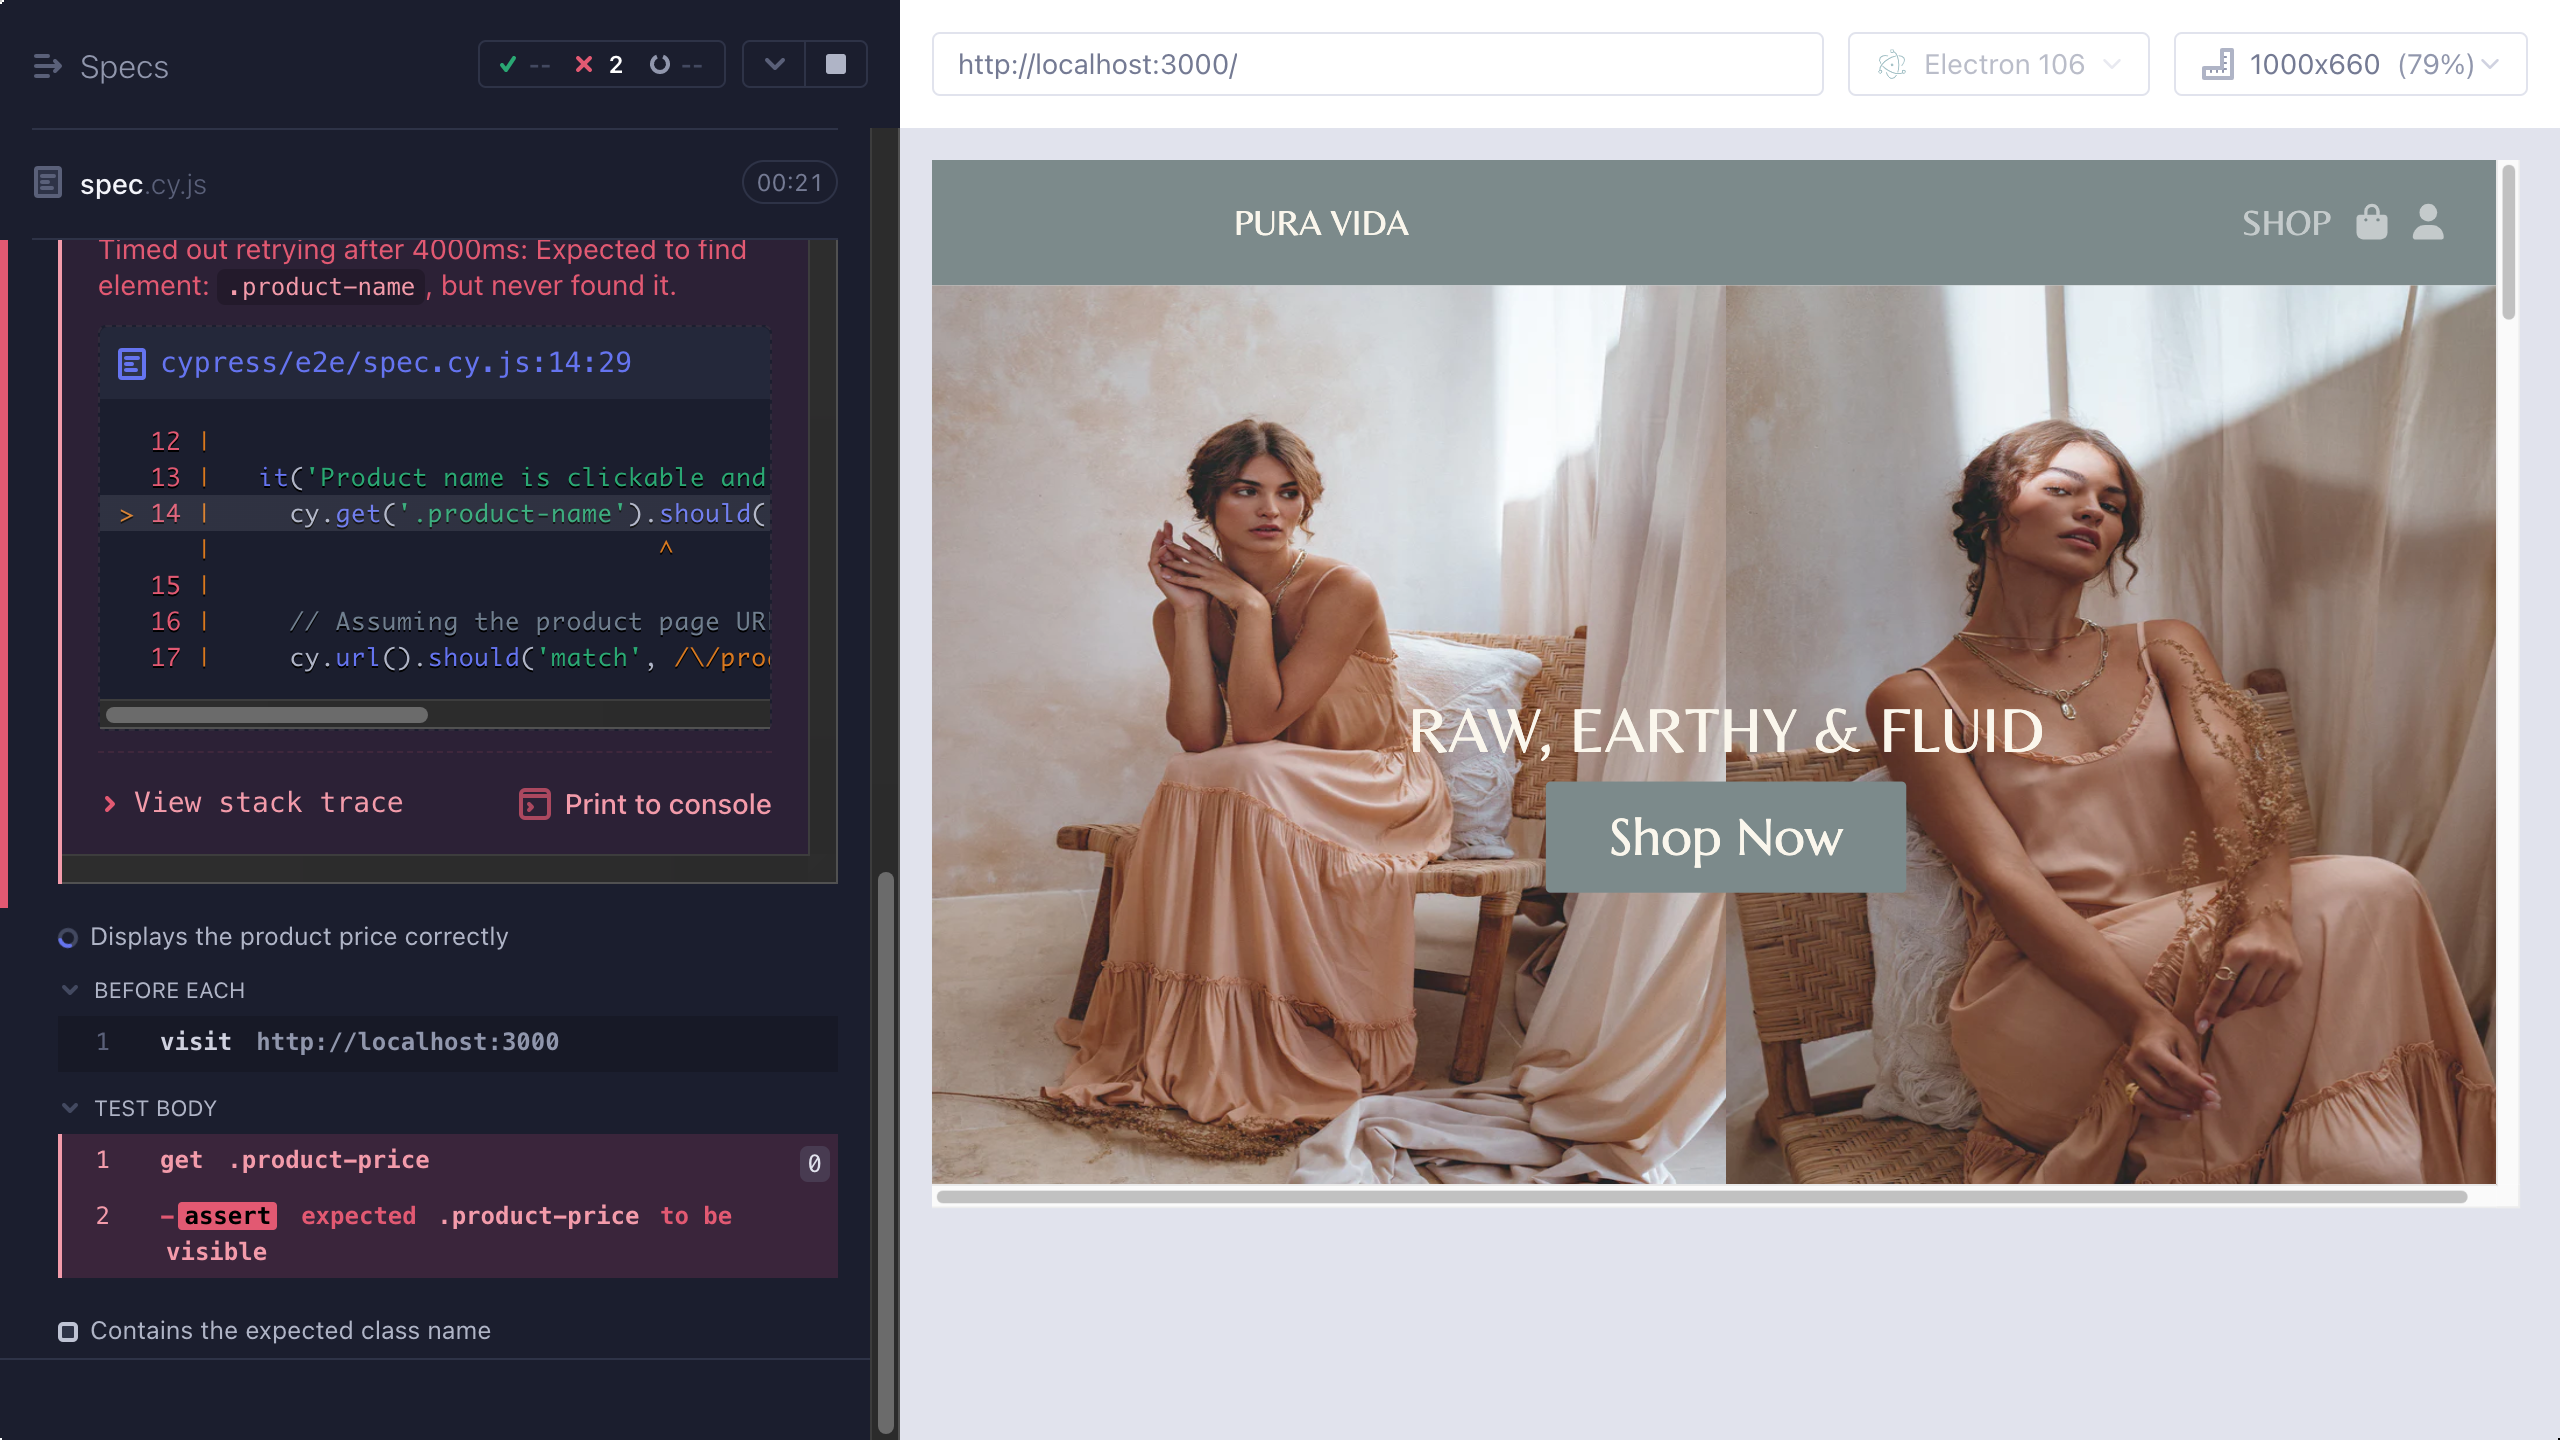 Specs
-- 2 --
spec.cy.js
00:21
Timed out retrying after 4000ms: Expected to find
element: .product-name, but never found it.
cypress/e2e/spec.cy.js:14:29
12 |
13 | it('Product name is clickable and
> 14 | cy.get('.product-name').should(
| ^
15 |
16 | // Assuming the product page UR
17 | cy.url().should('match', /\/pro
View stack trace
Print to console
Displays the product price correctly
BEFORE EACH
1 visit http://localhost:3000
TEST BODY
1 get .product-price 0
2 -assert expected .product-price to be
visible
Contains the expected class name
http://localhost:3000/
Electron 106
1000x660 (79%)
PURA VIDA
SHOP
RAW, EARTHY & FLUID
Shop Now